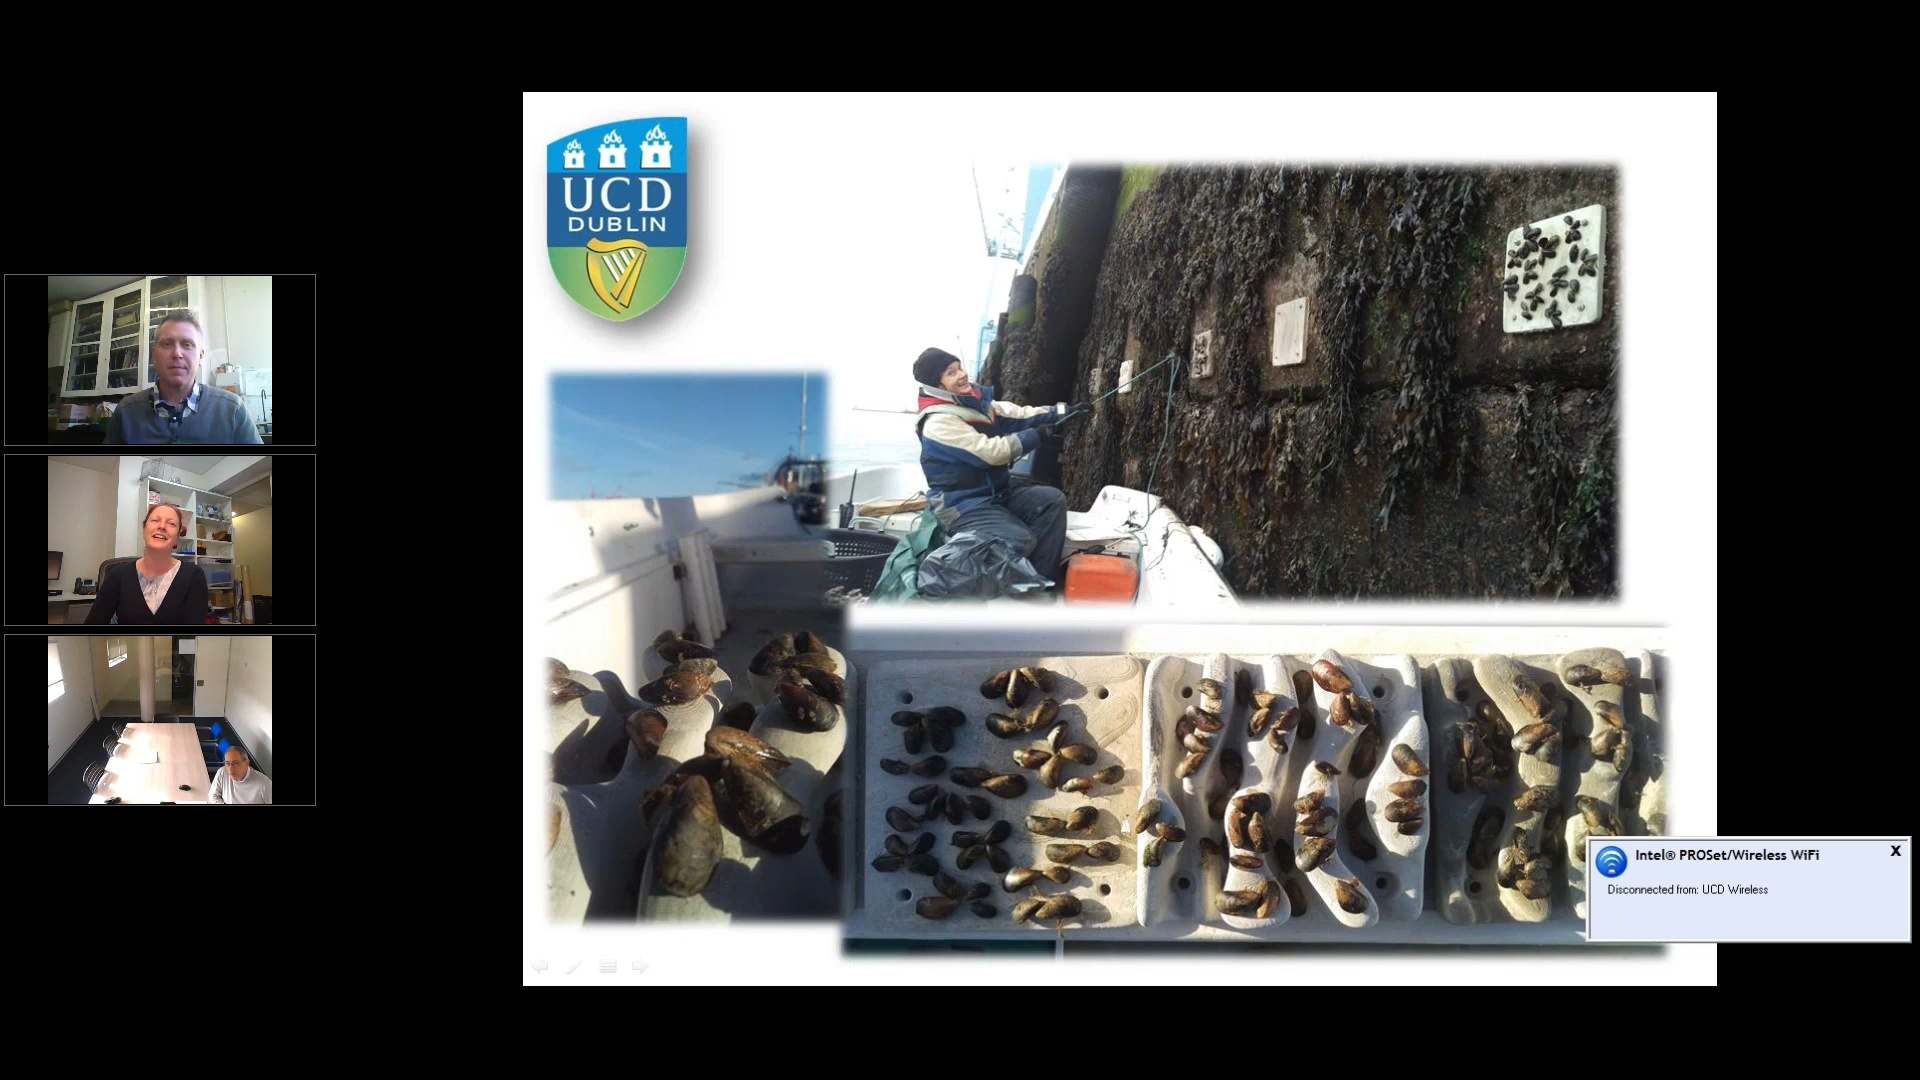 UCD
DUBLIN
Intel® PROSet/Wireless WiFi
X
Disconnected from: UCD Wireless